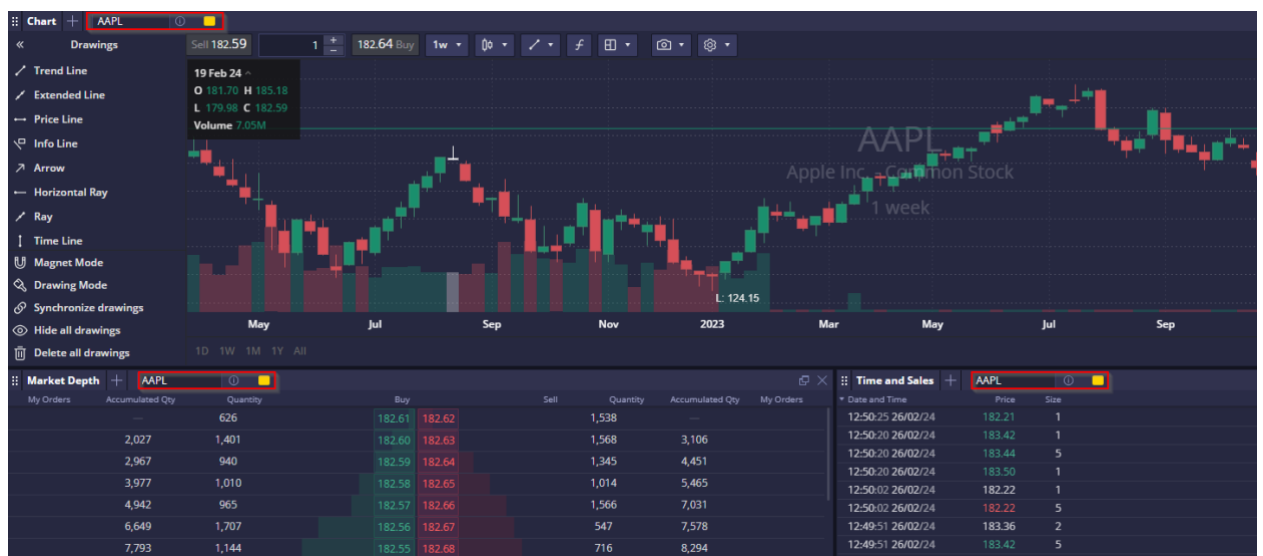 Chart + AAPL
« Drawings Sell 182.59 1 + − 182.64 Buy 1w
Trend Line
Extended Line
Price Line
Info Line
Arrow
Horizontal Ray
Ray
Time Line
Magnet Mode
Drawing Mode
Synchronize drawings
Hide all drawings
Delete all drawings
19 Feb 24
O 181.70 H 185.18
L 179.98 C 182.59
Volume 7.05M
AAPL
Apple Inc. - Common Stock
1 week
L: 124.15
May Jul Sep Nov 2023 Mar May Jul Sep
1D 1W 1M 1Y All
Market Depth + AAPL
My Orders Accumulated Qty Quantity Buy Sell Quantity Accumulated Qty My Orders
— 626 182.61 182.62 1,538 —
2,027 1,401 182.60 182.63 1,568 3,106
2,967 940 182.59 182.64 1,345 4,451
3,977 1,010 182.58 182.65 1,014 5,465
4,942 965 182.57 182.66 1,566 7,031
6,649 1,707 182.56 182.67 547 7,578
7,793 1,144 182.55 182.68 716 8,294
Time and Sales + AAPL
Date and Time Price Size
12:50:25 26/02/24 182.21 1
12:50:20 26/02/24 183.42 1
12:50:20 26/02/24 183.44 5
12:50:20 26/02/24 183.50 1
12:50:02 26/02/24 182.22 1
12:50:02 26/02/24 182.22 5
12:49:51 26/02/24 183.36 2
12:49:51 26/02/24 183.42 5